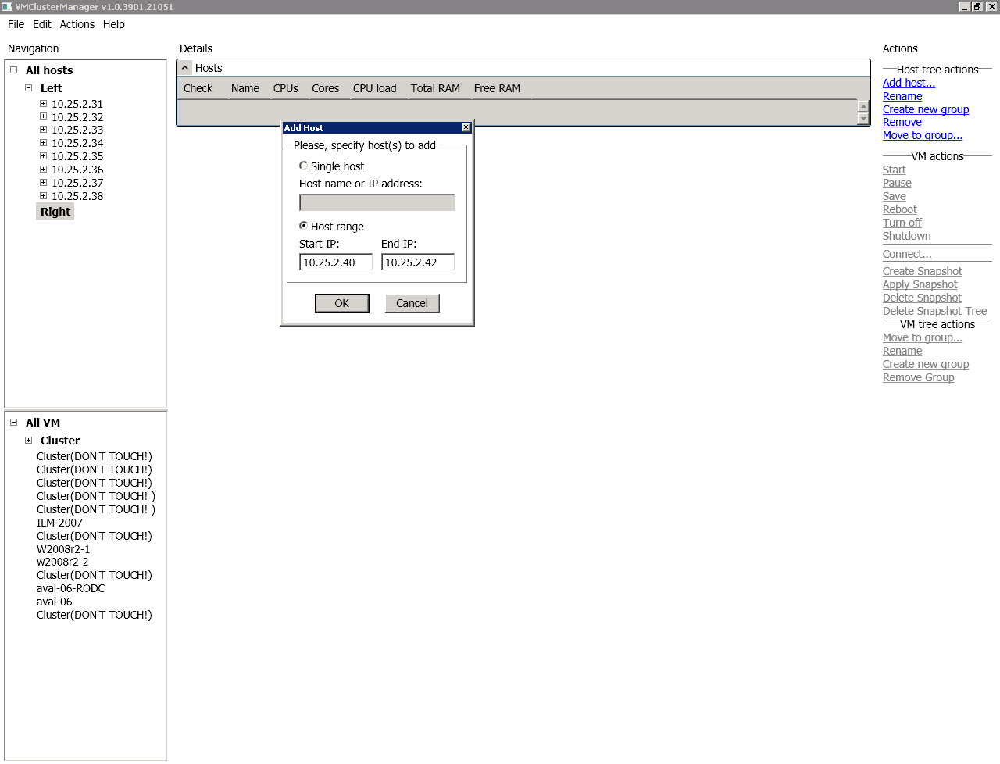 VMClusterManager v1.0.3901.21051
File Edit Actions Help
Navigation
All hosts
Left
10.25.2.31
10.25.2.32
10.25.2.33
10.25.2.34
10.25.2.35
10.25.2.36
10.25.2.37
10.25.2.38
Right
All VM
Cluster
Cluster(DON'T TOUCH!)
Cluster(DON'T TOUCH!)
Cluster(DON'T TOUCH!)
Cluster(DON'T TOUCH! )
Cluster(DON'T TOUCH! )
ILM-2007
Cluster(DON'T TOUCH!)
W2008r2-1
w2008r2-2
Cluster(DON'T TOUCH!)
aval-06-RODC
aval-06
Cluster(DON'T TOUCH!)
Details
Hosts
Check Name CPUs Cores CPU load Total RAM Free RAM
Add Host
Please, specify host(s) to add
Single host
Host name or IP address:
Host range
Start IP: End IP:
10.25.2.40 10.25.2.42
OK Cancel
Actions
Host tree actions
Add host...
Rename
Create new group
Remove
Move to group...
VM actions
Start
Pause
Save
Reboot
Turn off
Shutdown
Connect...
Create Snapshot
Apply Snapshot
Delete Snapshot
Delete Snapshot Tree
VM tree actions
Move to group...
Rename
Create new group
Remove Group